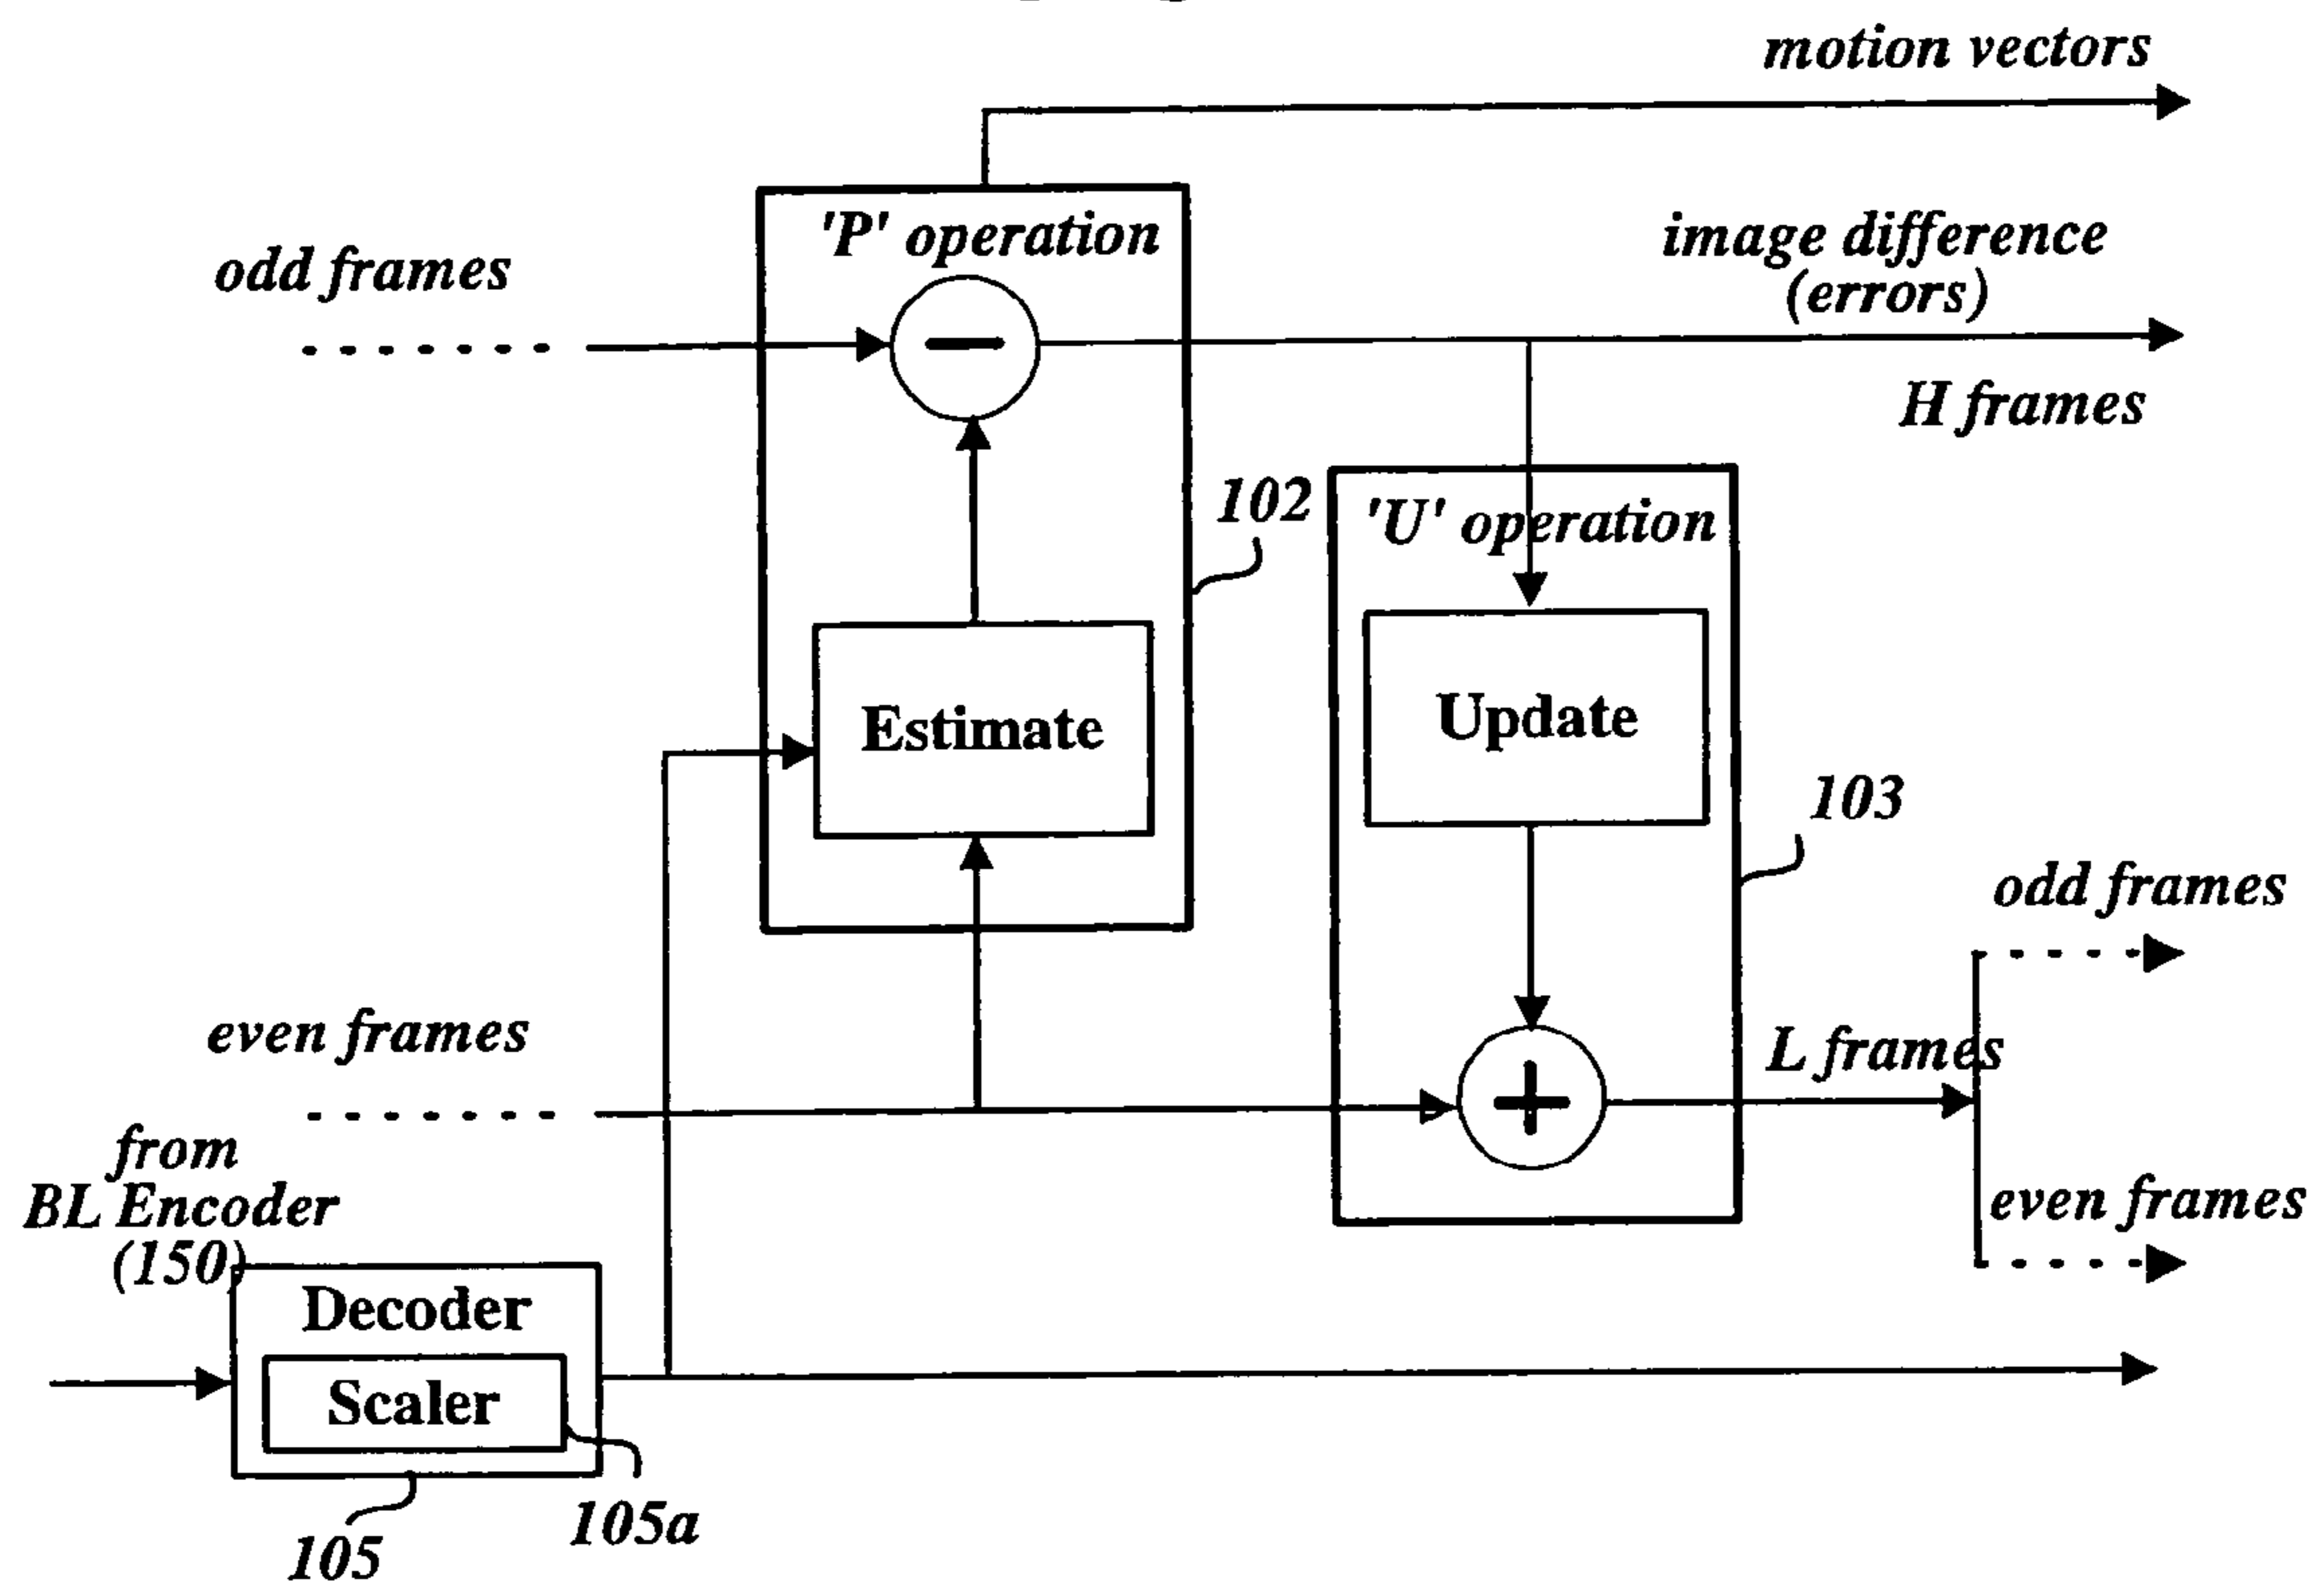 motion vectors
'P' operation
odd frames
image difference
(errors)
H frames
102
'U' operation
Estimate
Update
103
odd frames
even frames
L frames
from
BL Encoder
(150)
even frames
Decoder
Scaler
105a
105